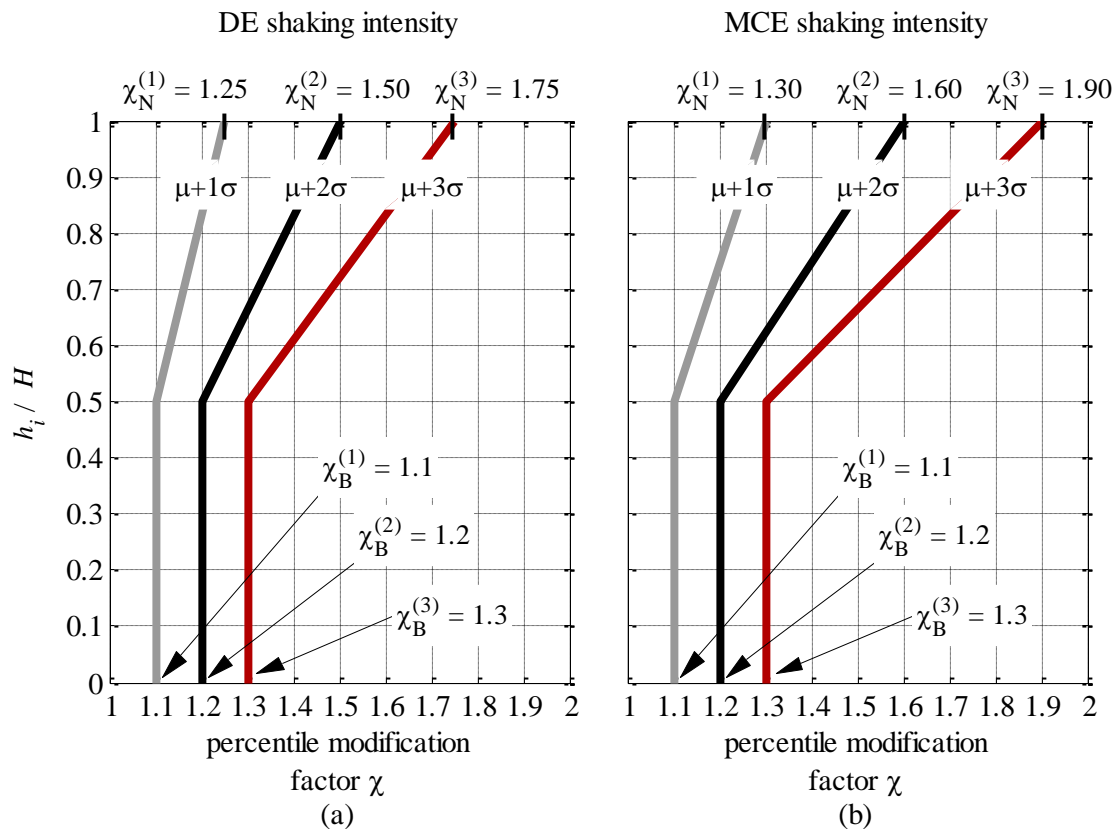 DE shaking intensity
MCE shaking intensity
χN(1) = 1.25 χN(2) = 1.50 χN(3) = 1.75
χN(1) = 1.30 χN(2) = 1.60 χN(3) = 1.90
hi / H
1
0.9
0.8
0.7
0.6
0.5
0.4
0.3
0.2
0.1
0
μ+1σ μ+2σ μ+3σ
χB(1) = 1.1
χB(2) = 1.2
χB(3) = 1.3
1 1.1 1.2 1.3 1.4 1.5 1.6 1.7 1.8 1.9 2
percentile modification
factor χ
(a)
μ+1σ μ+2σ μ+3σ
χB(1) = 1.1
χB(2) = 1.2
χB(3) = 1.3
1 1.1 1.2 1.3 1.4 1.5 1.6 1.7 1.8 1.9 2
percentile modification
factor χ
(b)